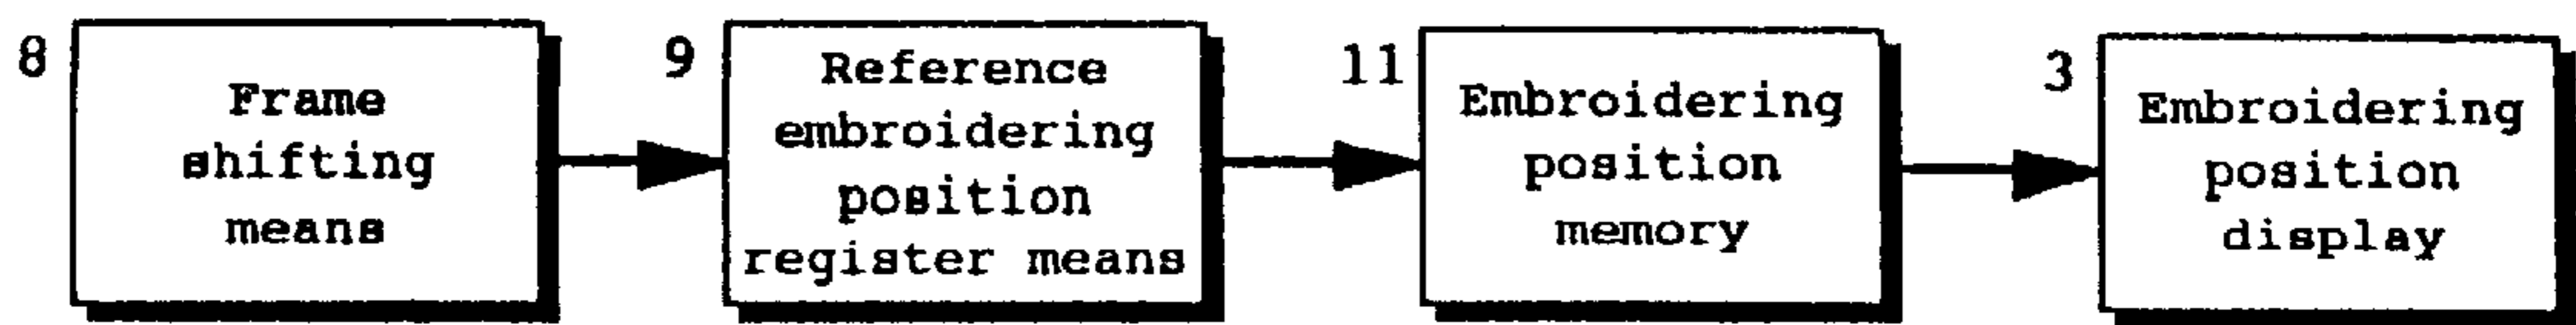 8
Frame
shifting
means
9
Reference
embroidering
position
register means
11
Embroidering
position
memory
3
Embroidering
position
display